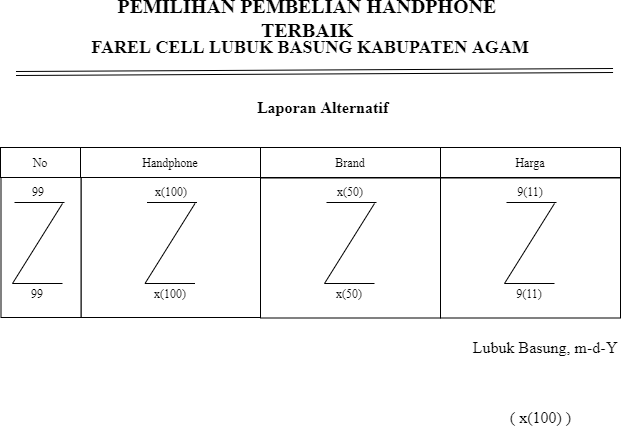 PEMILIHAN PEMBELIAN HANDPHONE
TERBAIK
FAREL CELL LUBUK BASUNG KABUPATEN AGAM
Laporan Alternatif
No Handphone Brand Harga
99 x(100) x(50) 9(11)
99 x(100) x(50) 9(11)
Lubuk Basung, m-d-Y
( x(100) )